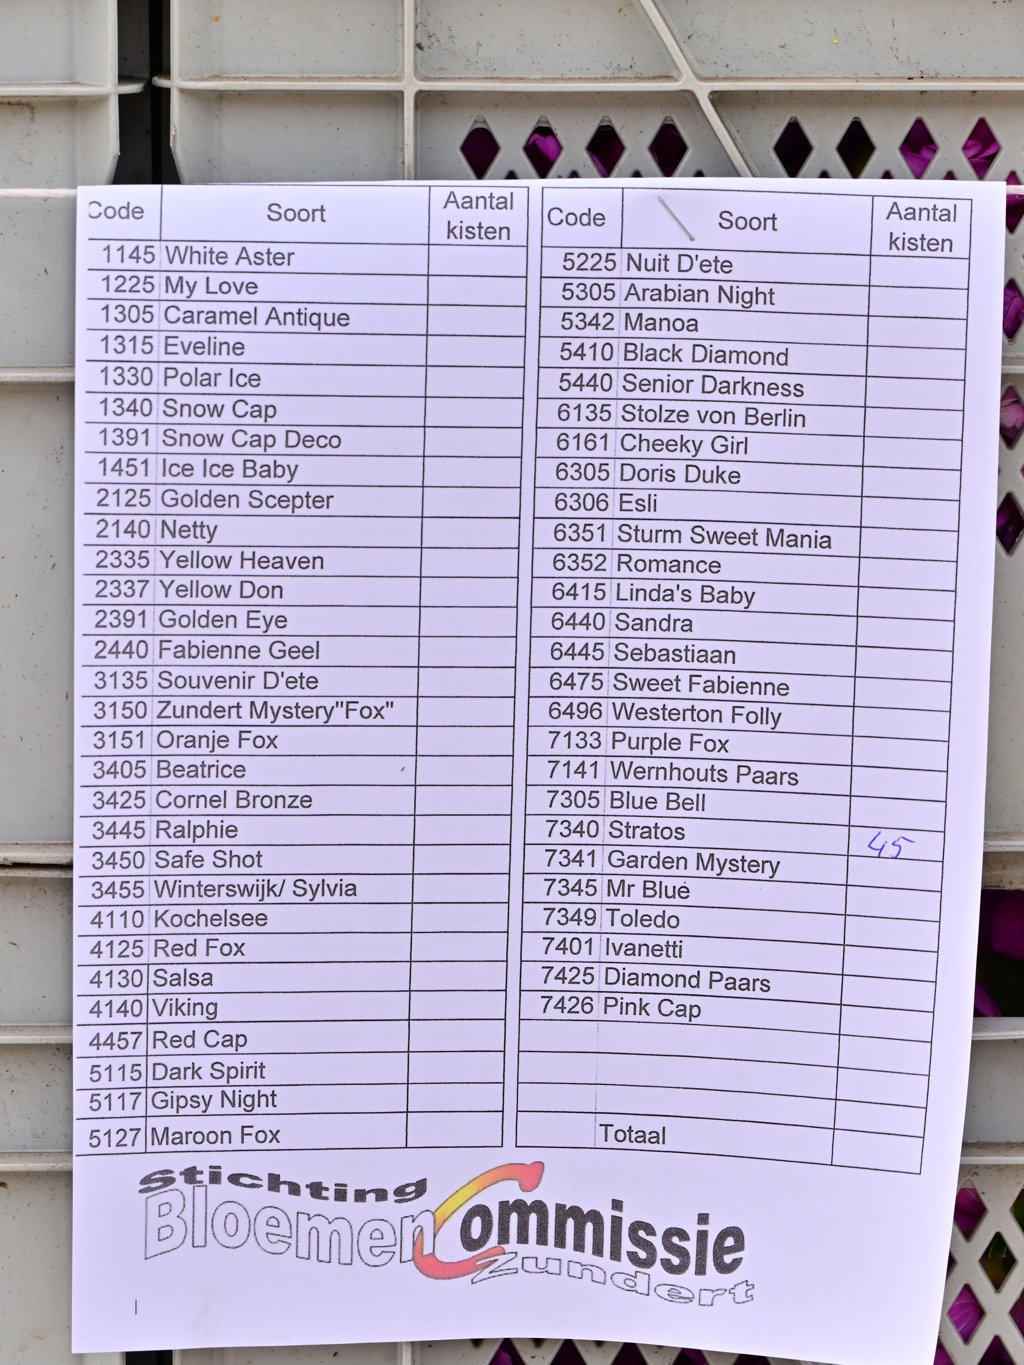 Code Soort Aantal kisten
1145 White Aster
1225 My Love
1305 Caramel Antique
1315 Eveline
1330 Polar Ice
1340 Snow Cap
1391 Snow Cap Deco
1451 Ice Ice Baby
2125 Golden Scepter
2140 Netty
2335 Yellow Heaven
2337 Yellow Don
2391 Golden Eye
2440 Fabienne Geel
3135 Souvenir D'ete
3150 Zundert Mystery"Fox"
3151 Oranje Fox
3405 Beatrice
3425 Cornel Bronze
3445 Ralphie
3450 Safe Shot
3455 Winterswijk/ Sylvia
4110 Kochelsee
4125 Red Fox
4130 Salsa
4140 Viking
4457 Red Cap
5115 Dark Spirit
5117 Gipsy Night
5127 Maroon Fox
Code Soort Aantal kisten
5225 Nuit D'ete
5305 Arabian Night
5342 Manoa
5410 Black Diamond
5440 Senior Darkness
6135 Stolze von Berlin
6161 Cheeky Girl
6305 Doris Duke
6306 Esli
6351 Sturm Sweet Mania
6352 Romance
6415 Linda's Baby
6440 Sandra
6445 Sebastiaan
6475 Sweet Fabienne
6496 Westerton Folly
7133 Purple Fox
7141 Wernhouts Paars
7305 Blue Bell
7340 Stratos 45
7341 Garden Mystery
7345 Mr Blue
7349 Toledo
7401 Ivanetti
7425 Diamond Paars
7426 Pink Cap
Totaal
Stichting
BloemenCommissie
Zundert